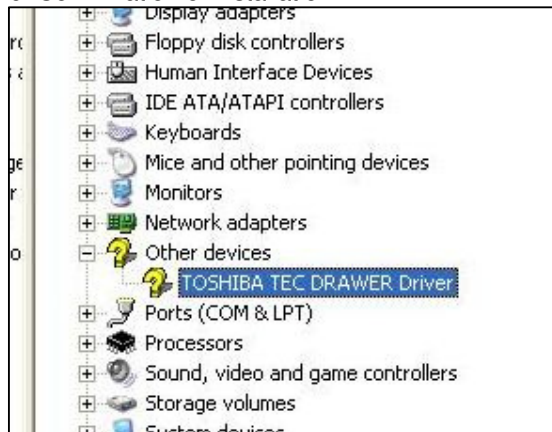 Display adapters
Floppy disk controllers
Human Interface Devices
IDE ATA/ATAPI controllers
Keyboards
Mice and other pointing devices
Monitors
Network adapters
Other devices
TOSHIBA TEC DRAWER Driver
Ports (COM & LPT)
Processors
Sound, video and game controllers
Storage volumes
System devices